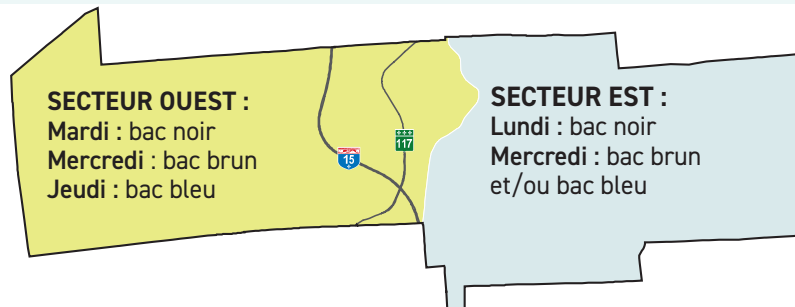 SECTEUR OUEST :
Mardi : bac noir
Mercredi : bac brun
Jeudi : bac bleu
15
117
SECTEUR EST :
Lundi : bac noir
Mercredi : bac brun
et/ou bac bleu